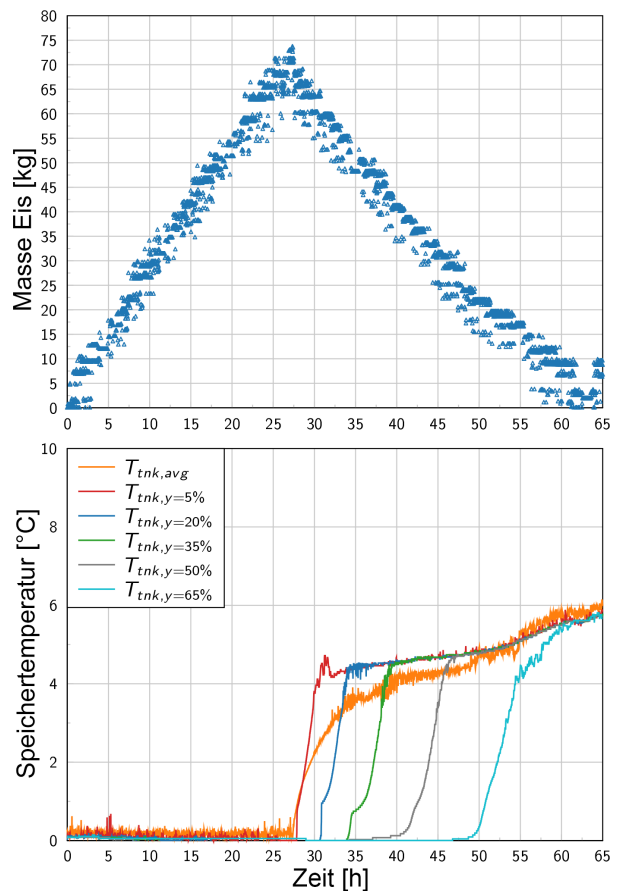 80
75
70
65
60
55
50
45
40
35
30
25
20
15
10
5
0
Masse Eis [kg]
0 5 10 15 20 25 30 35 40 45 50 55 60 65
10
8
6
4
2
0
Speichertemperatur [°C]
T_tnk,avg
T_tnk,y=5%
T_tnk,y=20%
T_tnk,y=35%
T_tnk,y=50%
T_tnk,y=65%
0 5 10 15 20 25 30 35 40 45 50 55 60 65
Zeit [h]